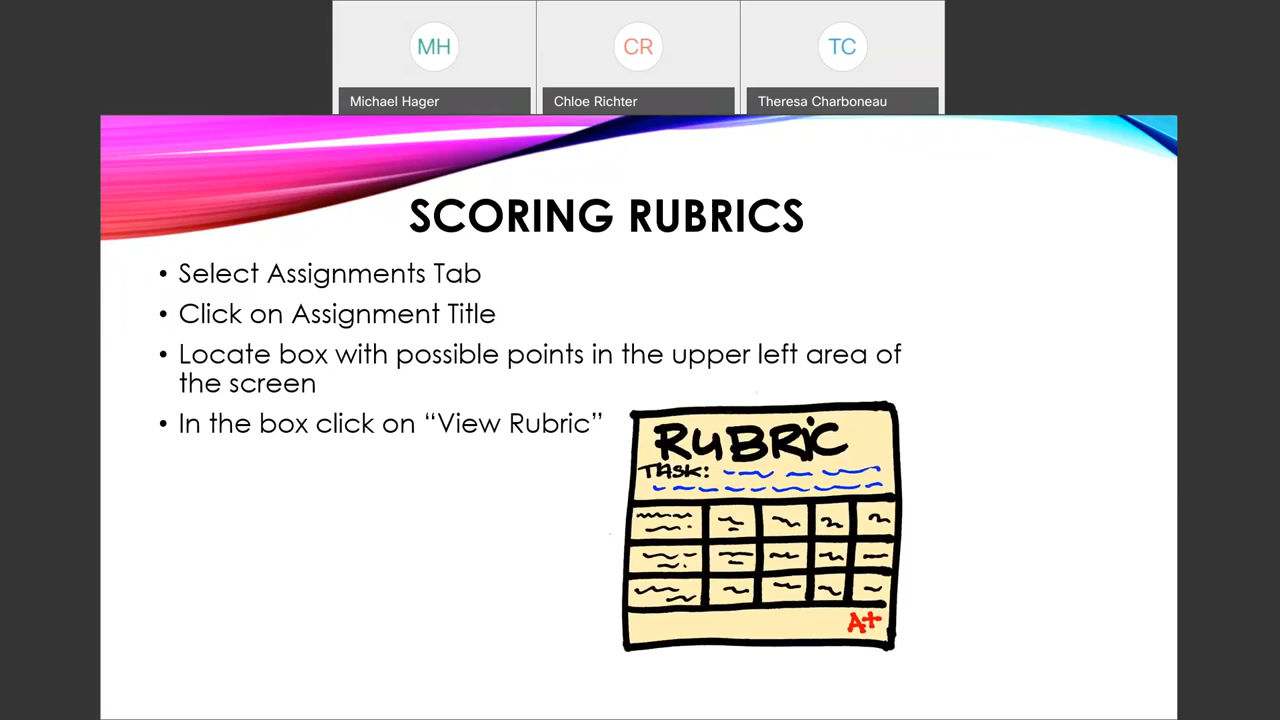 MH
CR
TC
Michael Hager
Chloe Richter
Theresa Charboneau
SCORING RUBRICS
• Select Assignments Tab
• Click on Assignment Title
• Locate box with possible points in the upper left area of
the screen
• In the box click on “View Rubric”
RUBRiC
TASK:
A+